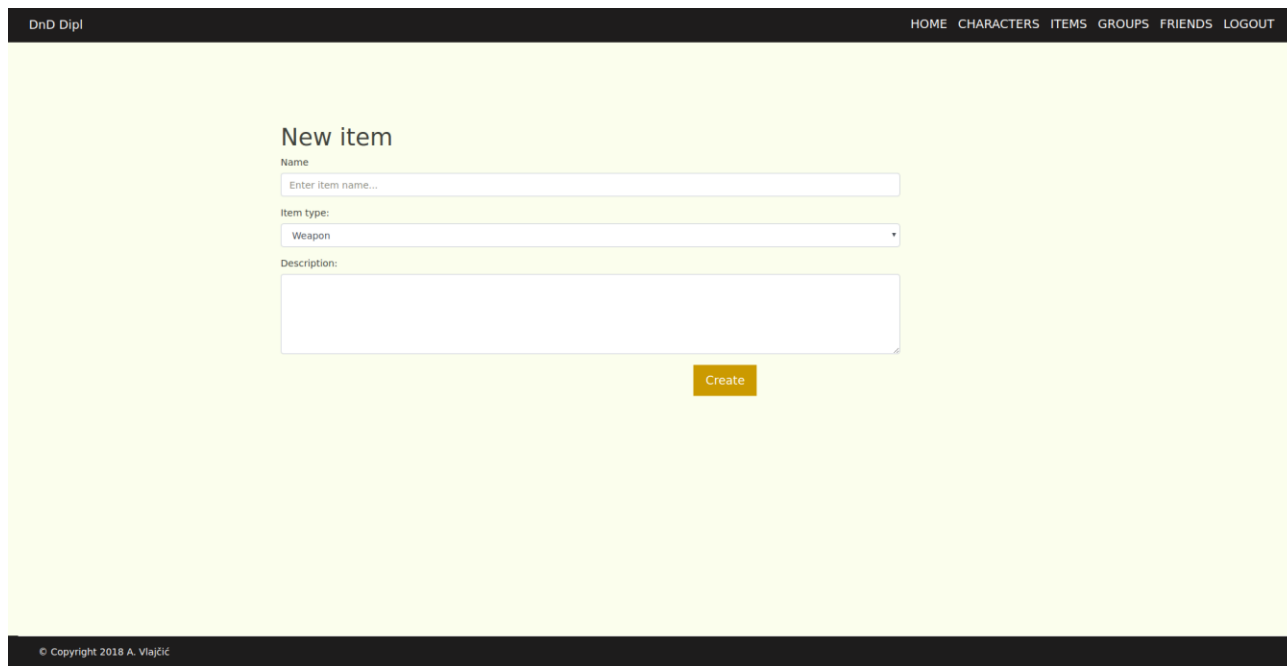 DnD Dipl HOME CHARACTERS ITEMS GROUPS FRIENDS LOGOUT
New item
Name
Enter item name...
Item type:
Weapon
Description:
Create
© Copyright 2018 A. Vlajčić